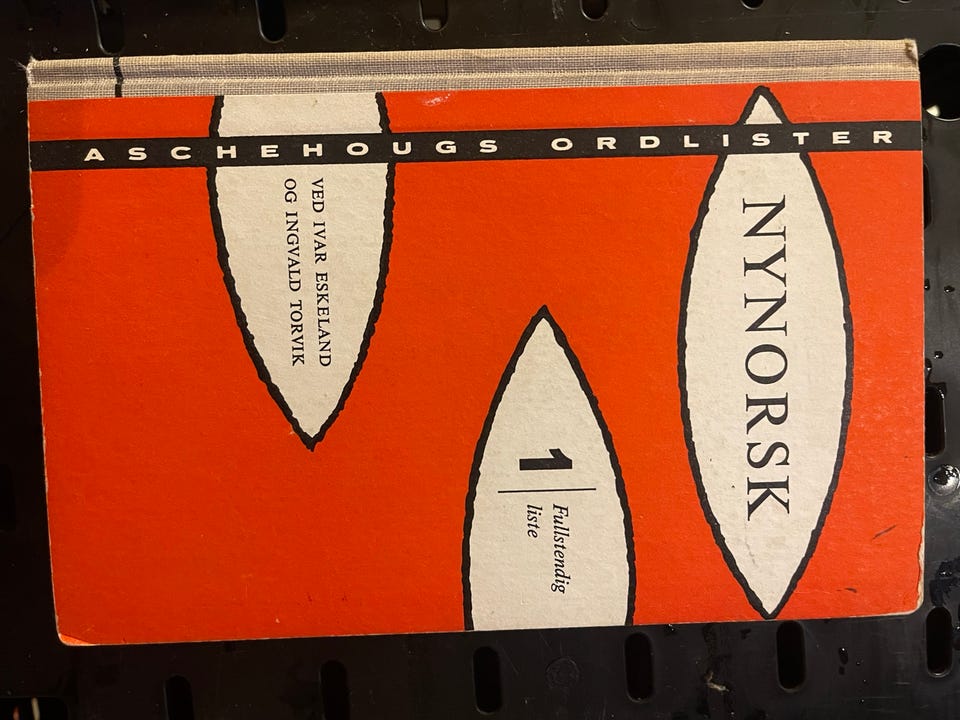 ASCHEHOUGS ORDLISTER
NYNORSK
1
Fullstendig
liste
VED IVAR ESKELAND
OG INGVALD TORVIK